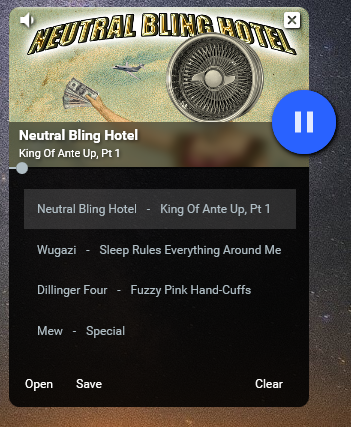 NEUTRAL BLING HOTEL
Neutral Bling Hotel
King Of Ante Up, Pt 1
Neutral Bling Hotel - King Of Ante Up, Pt 1
Wugazi - Sleep Rules Everything Around Me
Dillinger Four - Fuzzy Pink Hand-Cuffs
Mew - Special
Open Save Clear